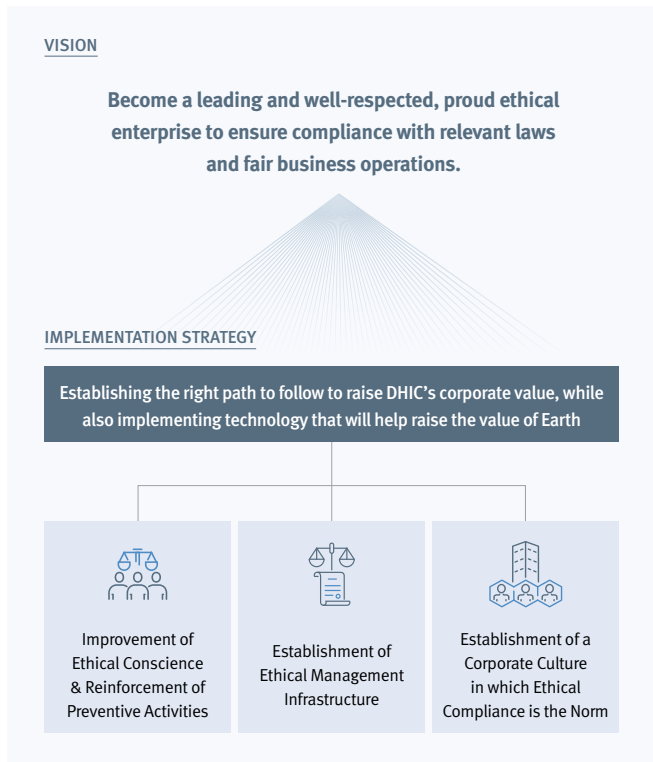 VISION
Become a leading and well-respected, proud ethical
enterprise to ensure compliance with relevant laws
and fair business operations.
IMPLEMENTATION STRATEGY
Establishing the right path to follow to raise DHIC’s corporate value, while
also implementing technology that will help raise the value of Earth
Improvement of
Ethical Conscience
& Reinforcement of
Preventive Activities
Establishment of
Ethical Management
Infrastructure
Establishment of a
Corporate Culture
in which Ethical
Compliance is the Norm